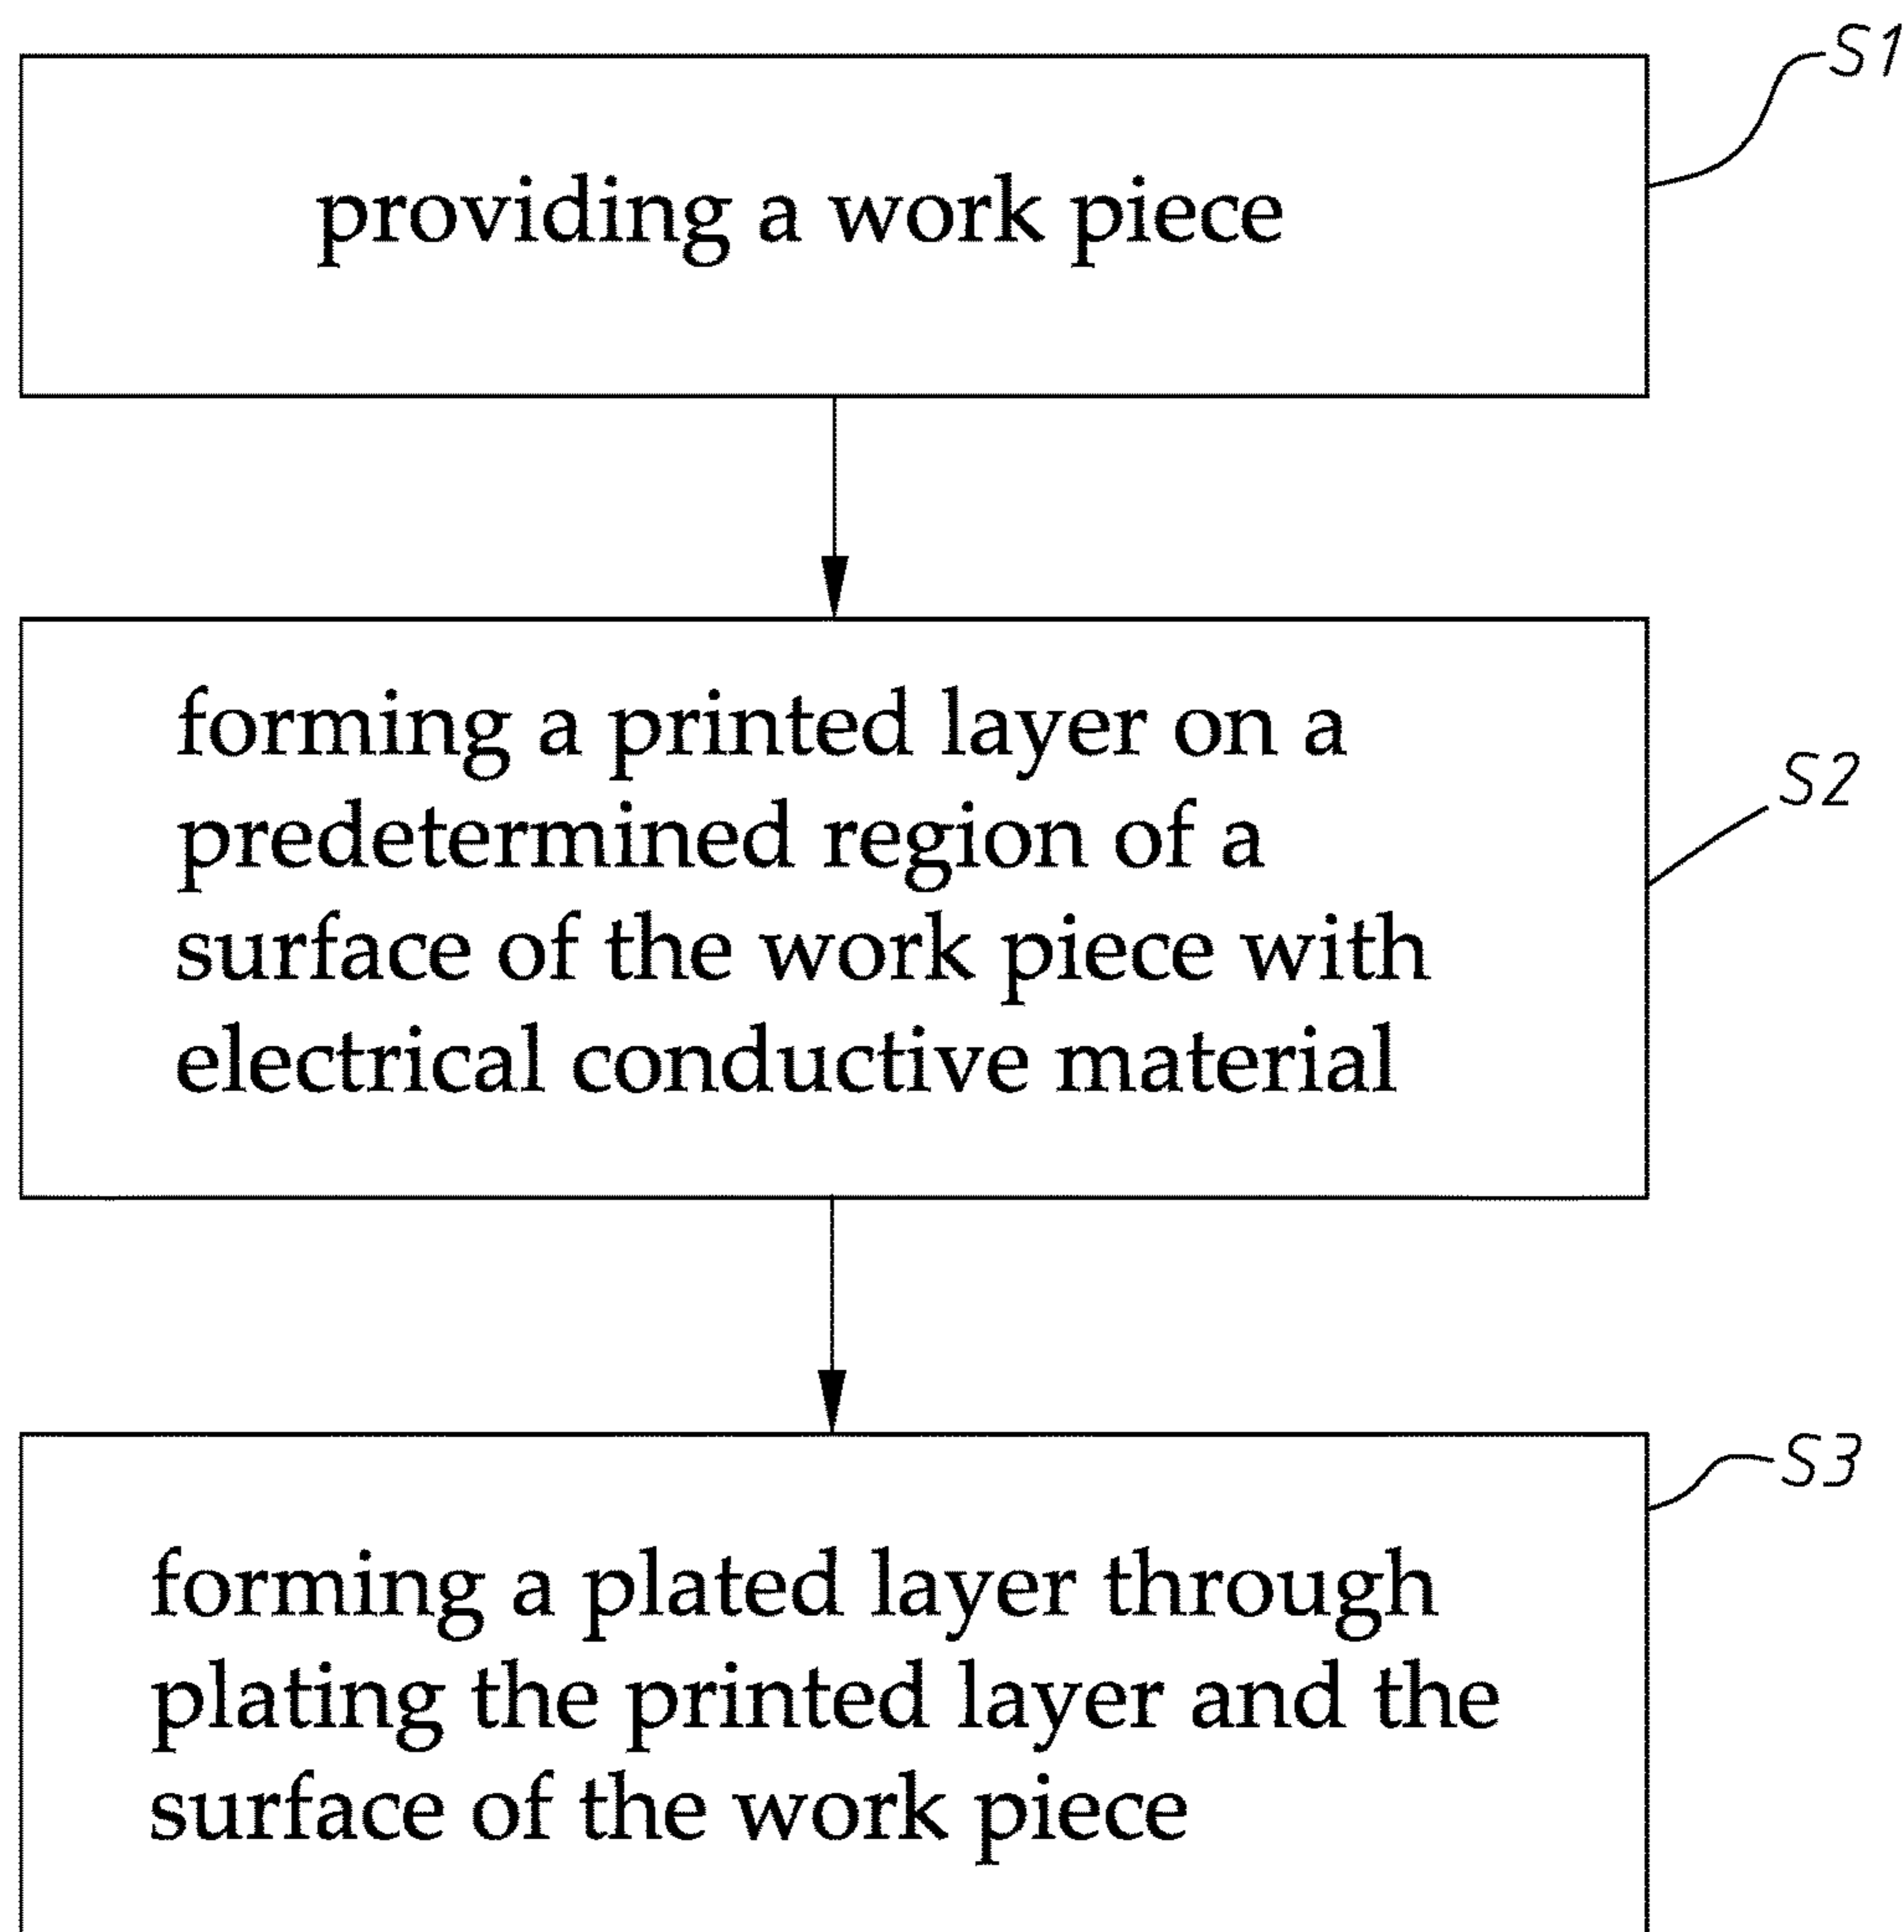 S1
providing a work piece
forming a printed layer on a
predetermined region of a
surface of the work piece with
electrical conductive material
S2
S3
forming a plated layer through
plating the printed layer and the
surface of the work piece